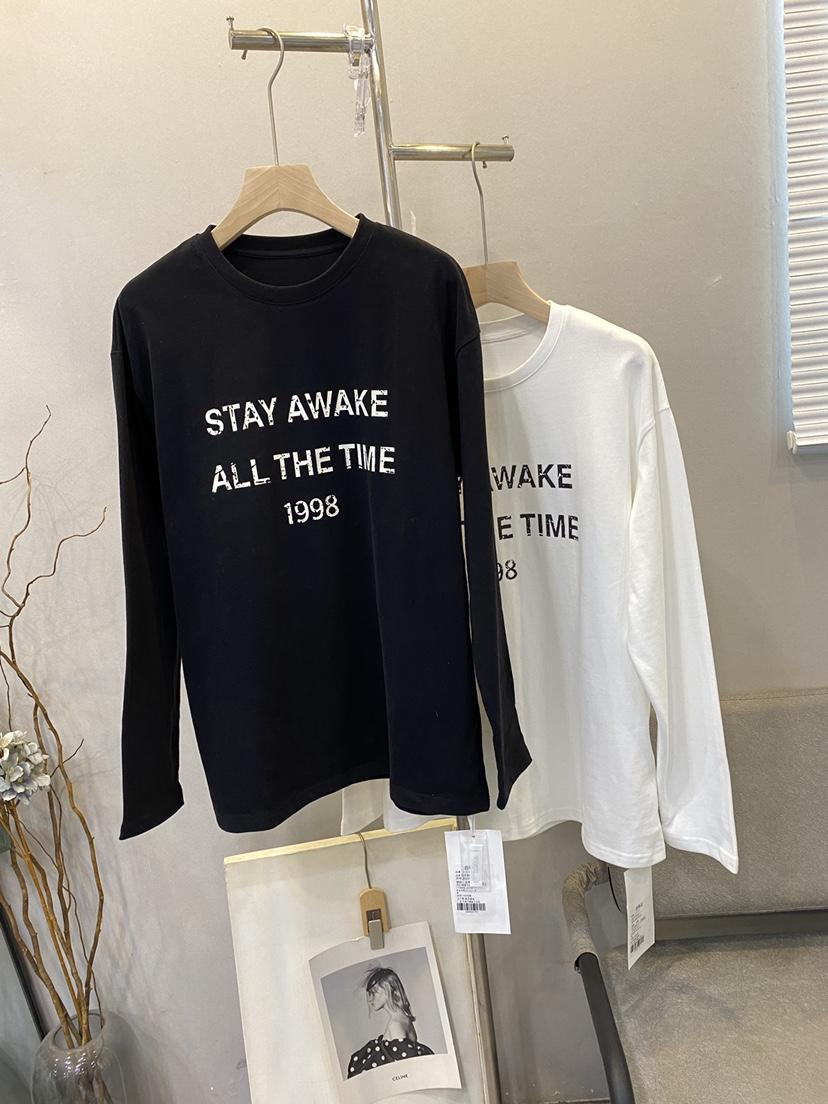 STAY AWAKE
ALL THE TIME
1998
AWAKE
E TIME
98
CELINE